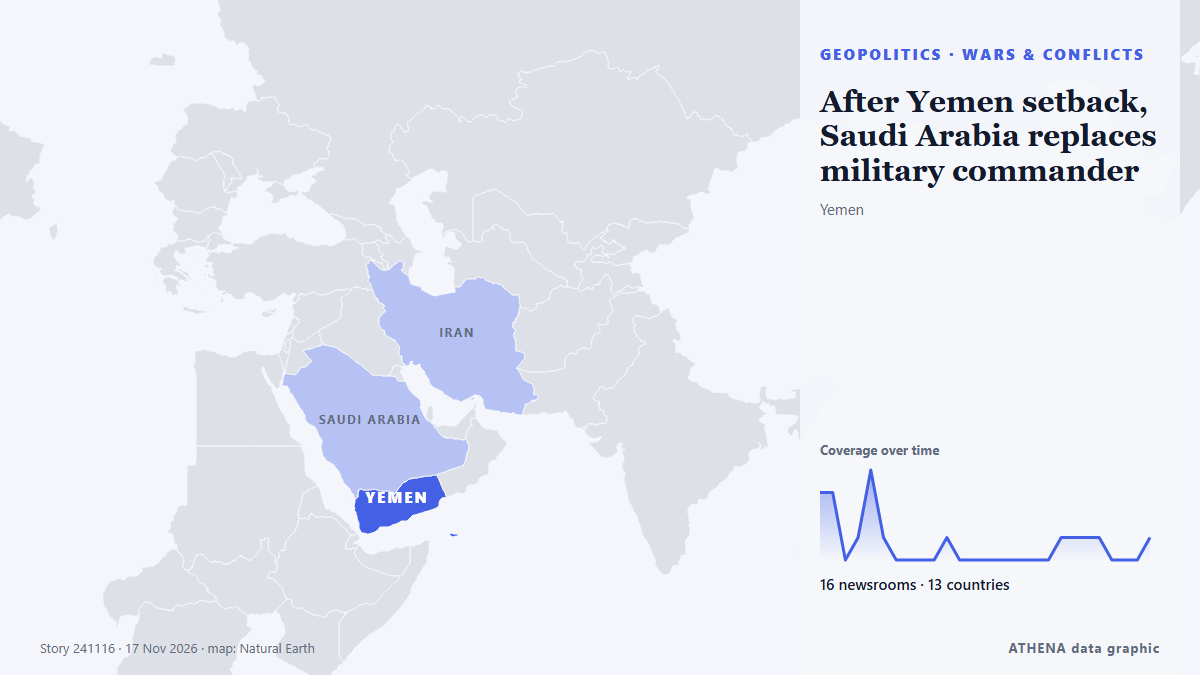 GEOPOLITICS · WARS & CONFLICTS
After Yemen setback,
Saudi Arabia replaces
military commander
Yemen
IRAN
SAUDI ARABIA
YEMEN
Coverage over time
16 newsrooms · 13 countries
Story 241116 · 17 Nov 2026 · map: Natural Earth
ATHENA data graphic